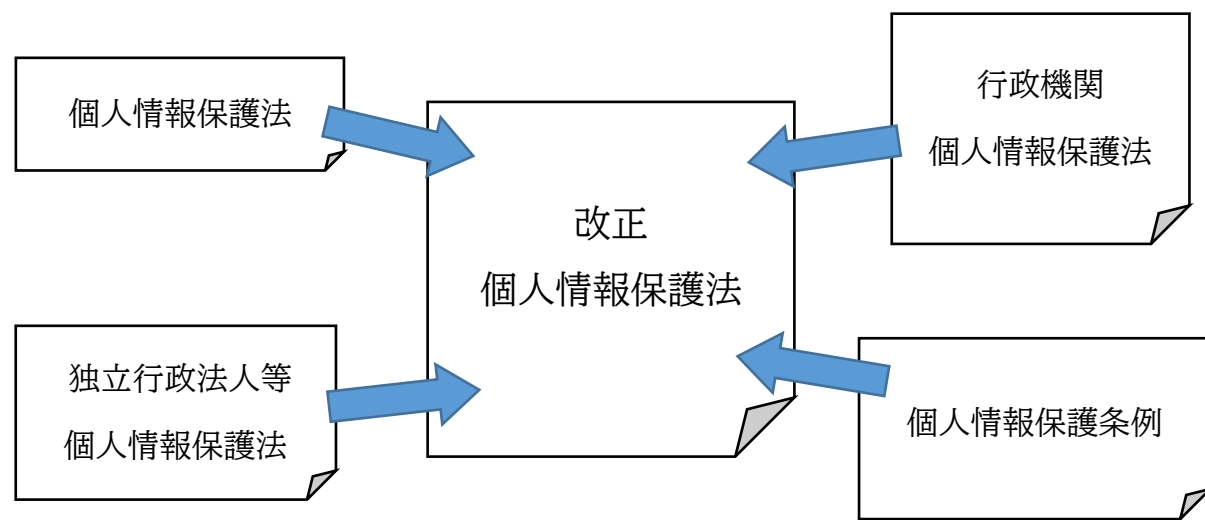 個人情報保護法
行政機関
個人情報保護法
改正
個人情報保護法
独立行政法人等
個人情報保護法
個人情報保護条例